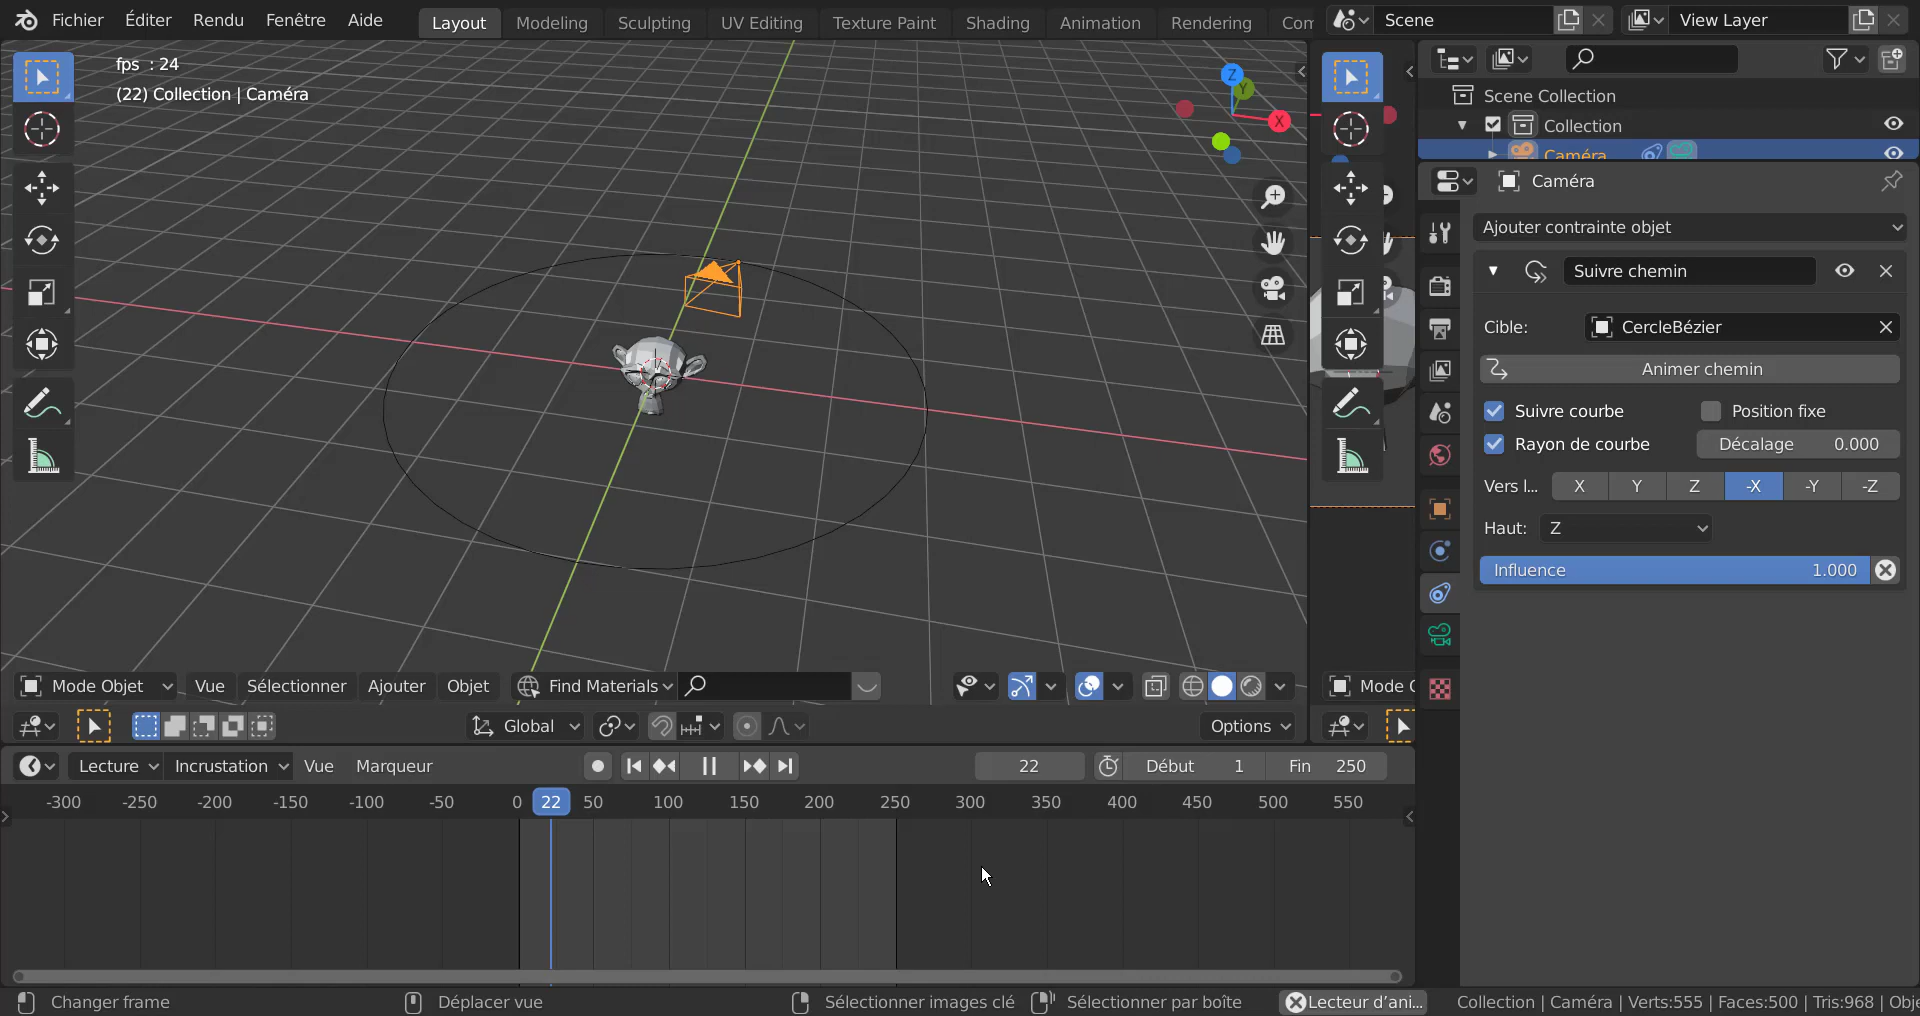 Fichier Éditer Rendu Fenêtre Aide Layout Modeling Sculpting UV Editing Texture Paint Shading Animation Rendering Com Scene View Layer
fps : 24
(22) Collection | Caméra
Z
Y
X
Scene Collection
Collection
Caméra
Caméra
Ajouter contrainte objet
Suivre chemin
Cible: CercleBézier
Animer chemin
Suivre courbe Position fixe
Rayon de courbe Décalage 0.000
Vers l... X Y Z -X -Y -Z
Haut: Z
Influence 1.000
Mode Objet Vue Sélectionner Ajouter Objet Find Materials Mode O
Global Options
Lecture Incrustation Vue Marqueur 22 Début 1 Fin 250
-300 -250 -200 -150 -100 -50 0 22 50 100 150 200 250 300 350 400 450 500 550
Changer frame Déplacer vue Sélectionner images clé Sélectionner par boîte Lecteur d'ani... Collection | Caméra | Verts:555 | Faces:500 | Tris:968 | Obje